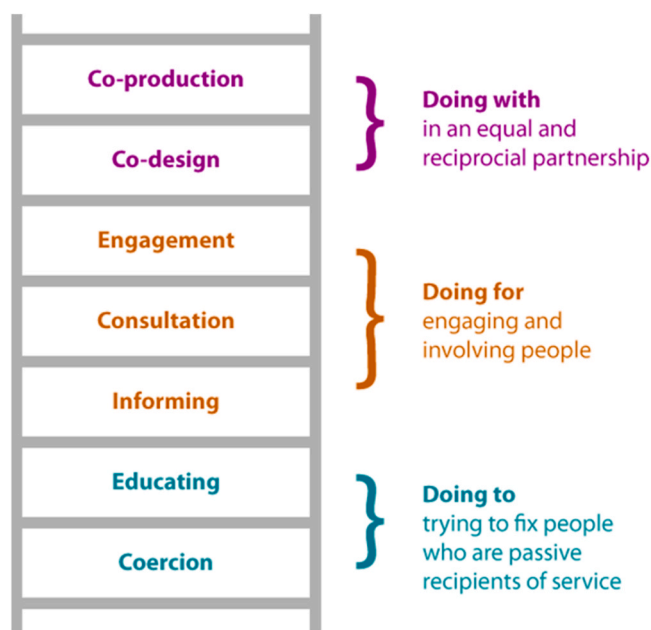 Co-production
Co-design
Doing with
in an equal and
reciprocial partnership
Engagement
Consultation
Informing
Doing for
engaging and
involving people
Educating
Coercion
Doing to
trying to fix people
who are passive
recipients of service